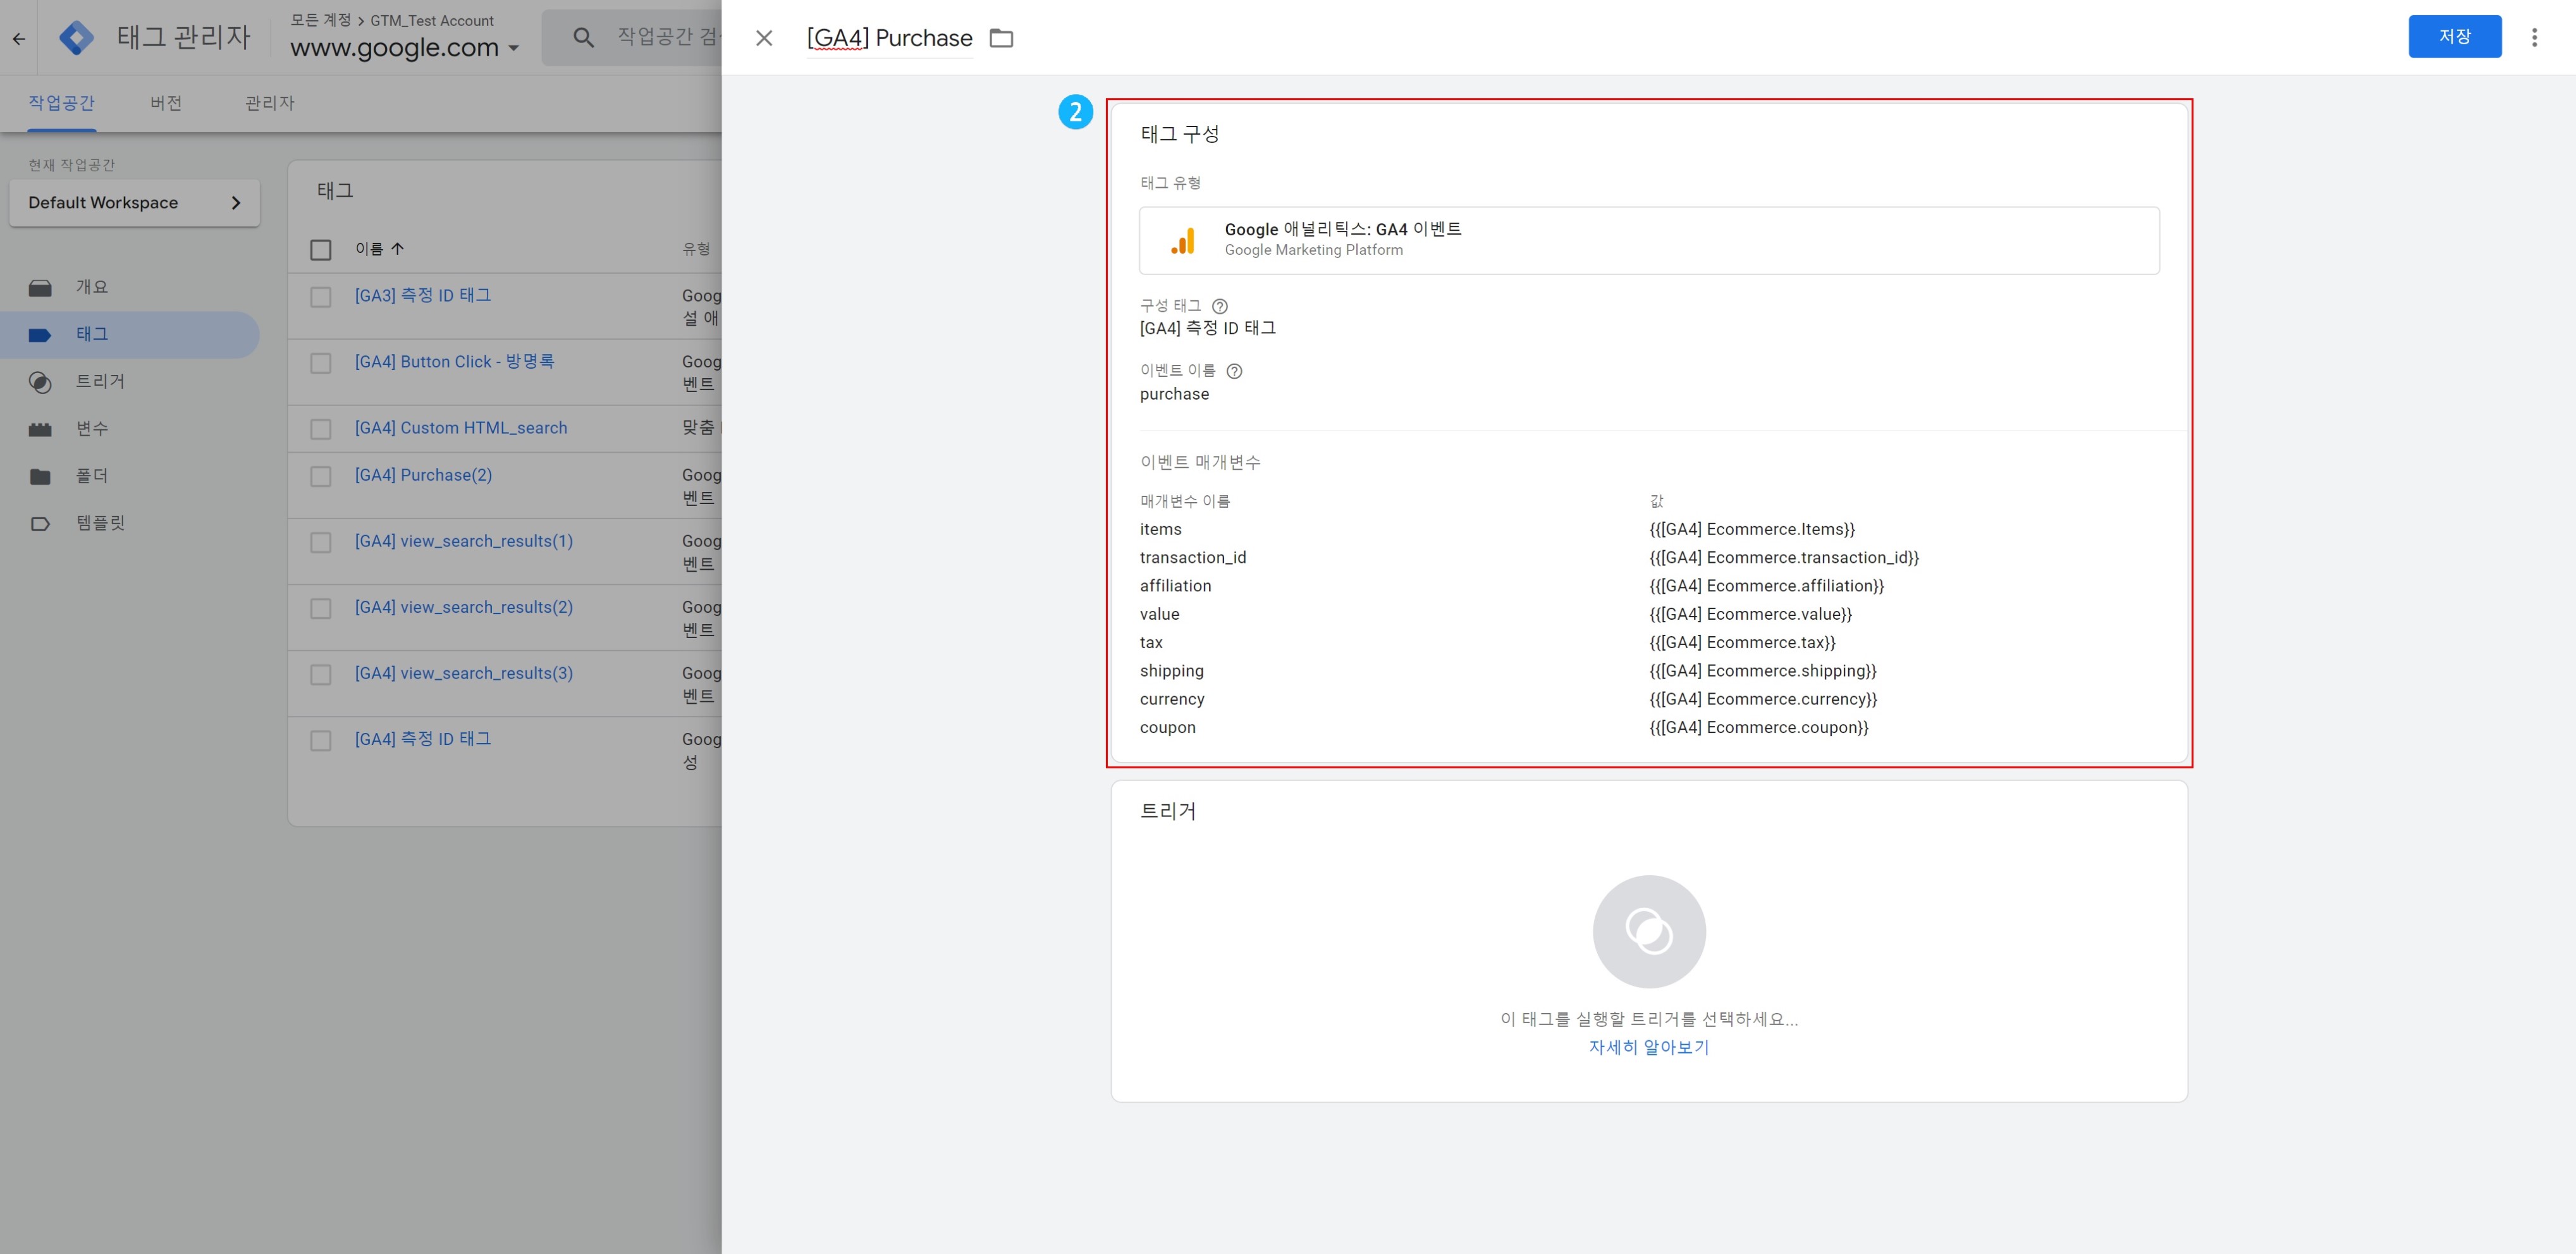 모든 계정 > GTM_Test Account
태그 관리자
www.google.com
작업공간 검
작업공간
버전
관리자
현재 작업공간
Default Workspace
개요
태그
트리거
변수
폴더
템플릿
태그
이름
유형
[GA3] 측정 ID 태그
Goog
설 애
[GA4] Button Click - 방명록
Goog
벤트
[GA4] Custom HTML_search
맞춤
[GA4] Purchase(2)
Goog
벤트
[GA4] view_search_results(1)
Goog
벤트
[GA4] view_search_results(2)
Goog
벤트
[GA4] view_search_results(3)
Goog
벤트
[GA4] 측정 ID 태그
Goog
성
[GA4] Purchase
저장
2
태그 구성
태그 유형
Google 애널리틱스: GA4 이벤트
Google Marketing Platform
구성 태그
[GA4] 측정 ID 태그
이벤트 이름
purchase
이벤트 매개변수
매개변수 이름 값
items {{[GA4] Ecommerce.Items}}
transaction_id {{[GA4] Ecommerce.transaction_id}}
affiliation {{[GA4] Ecommerce.affiliation}}
value {{[GA4] Ecommerce.value}}
tax {{[GA4] Ecommerce.tax}}
shipping {{[GA4] Ecommerce.shipping}}
currency {{[GA4] Ecommerce.currency}}
coupon {{[GA4] Ecommerce.coupon}}
트리거
이 태그를 실행할 트리거를 선택하세요...
자세히 알아보기